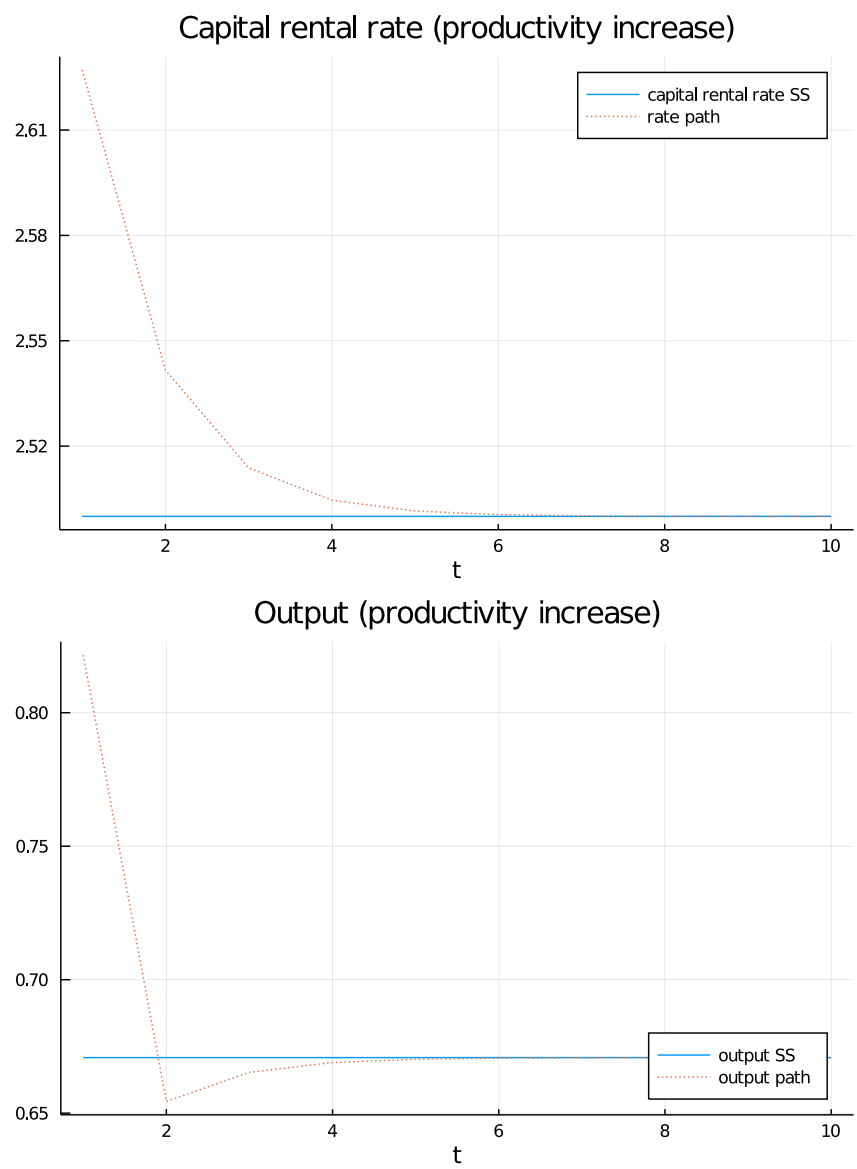 Capital rental rate (productivity increase)
capital rental rate SS
rate path
2.61
2.58
2.55
2.52
2 4 6 8 10
t
Output (productivity increase)
0.80
0.75
0.70
output SS
output path
0.65
2 4 6 8 10
t